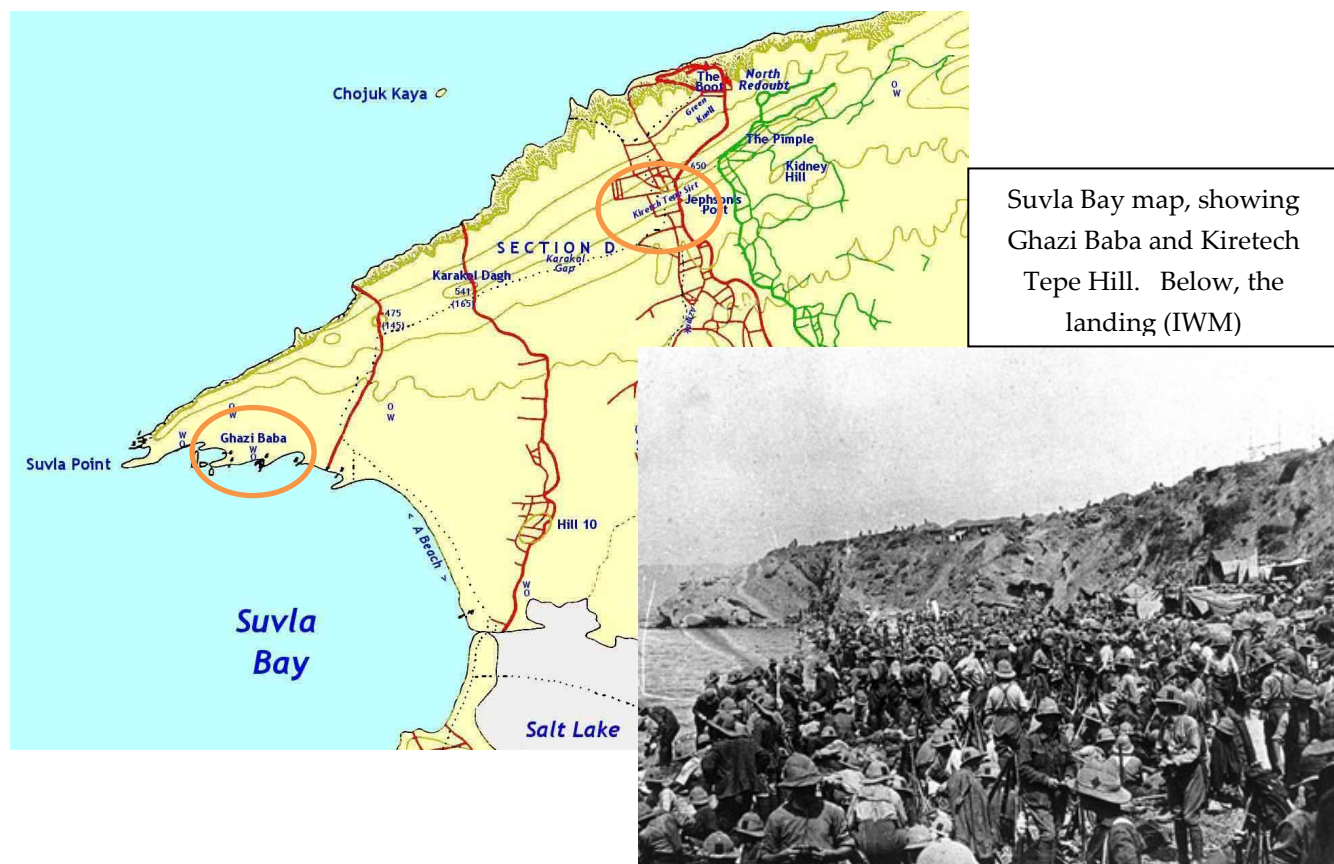 Chojuk Kaya
The
Boot
North
Redoubt
Green
Knoll
O
W
The Pimple
650
Kidney
Hill
Kiretch Tepe Sirt
Jephson's
Post
SECTION D
Karakol
Gap
Karakol Dagh
541
(165)
475
(145)
O
W
O
W
W
O
Ghazi Baba
W
O
Suvla Point
< A Beach >
Hill 10
W
O
Suvla
Bay
Salt Lake
Suvla Bay map, showing
Ghazi Baba and Kiretech
Tepe Hill. Below, the
landing (IWM)